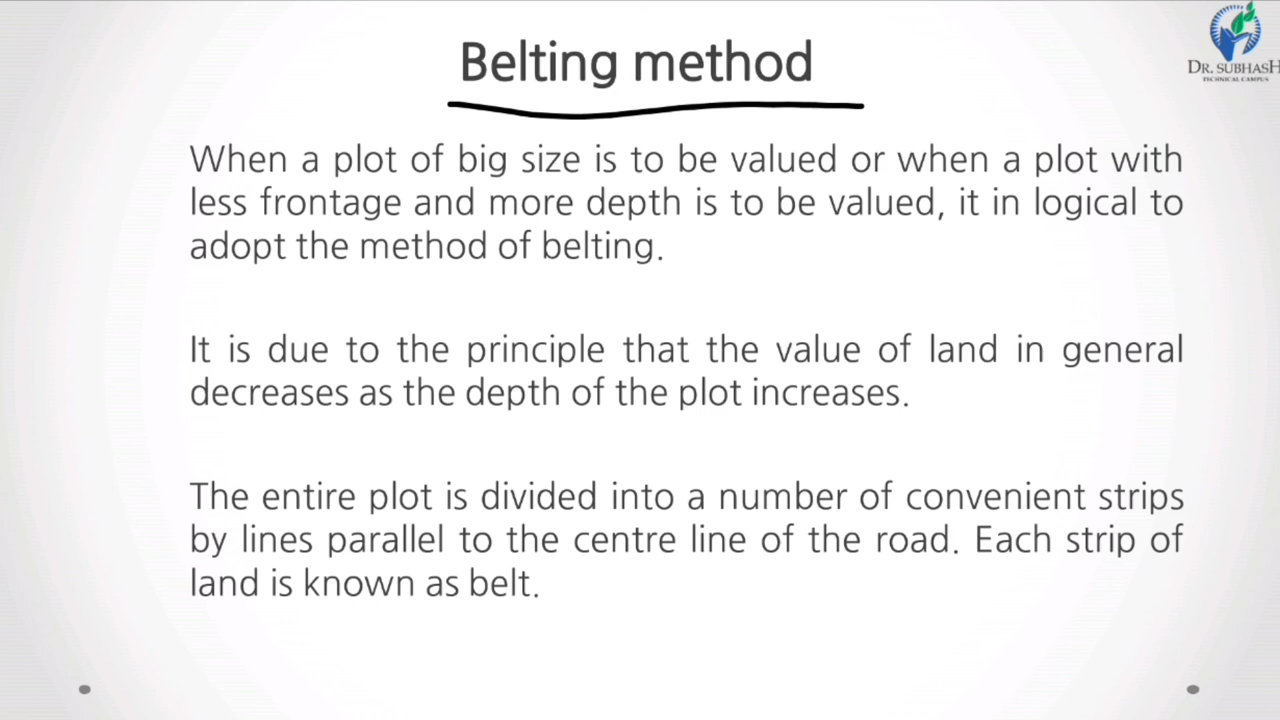 Belting method
DR. SUBHASH
TECHNICAL CAMPUS
When a plot of big size is to be valued or when a plot with
less frontage and more depth is to be valued, it in logical to
adopt the method of belting.
It is due to the principle that the value of land in general
decreases as the depth of the plot increases.
The entire plot is divided into a number of convenient strips
by lines parallel to the centre line of the road. Each strip of
land is known as belt.